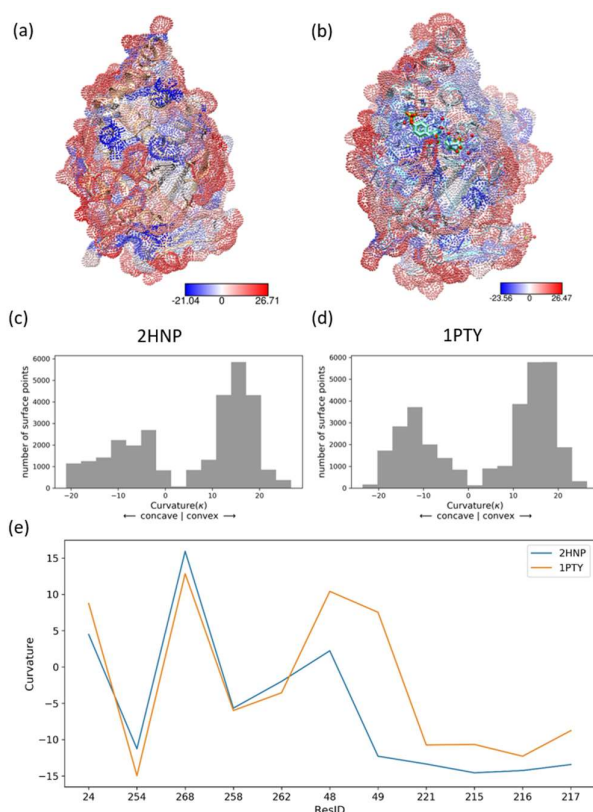 (a)
(b)
-21.04 0 26.71
-23.56 0 26.47
(c) 2HNP
(d) 1PTY
6000
5000
4000
3000
2000
1000
0
number of surface points
-20 -10 0 10 20
Curvature(κ)
← concave | convex →
6000
5000
4000
3000
2000
1000
0
number of surface points
-20 -10 0 10 20
Curvature(κ)
← concave | convex →
(e)
2HNP
1PTY
15
10
5
0
-5
-10
-15
Curvature
24 254 268 258 262 48 49 221 215 216 217
ResID